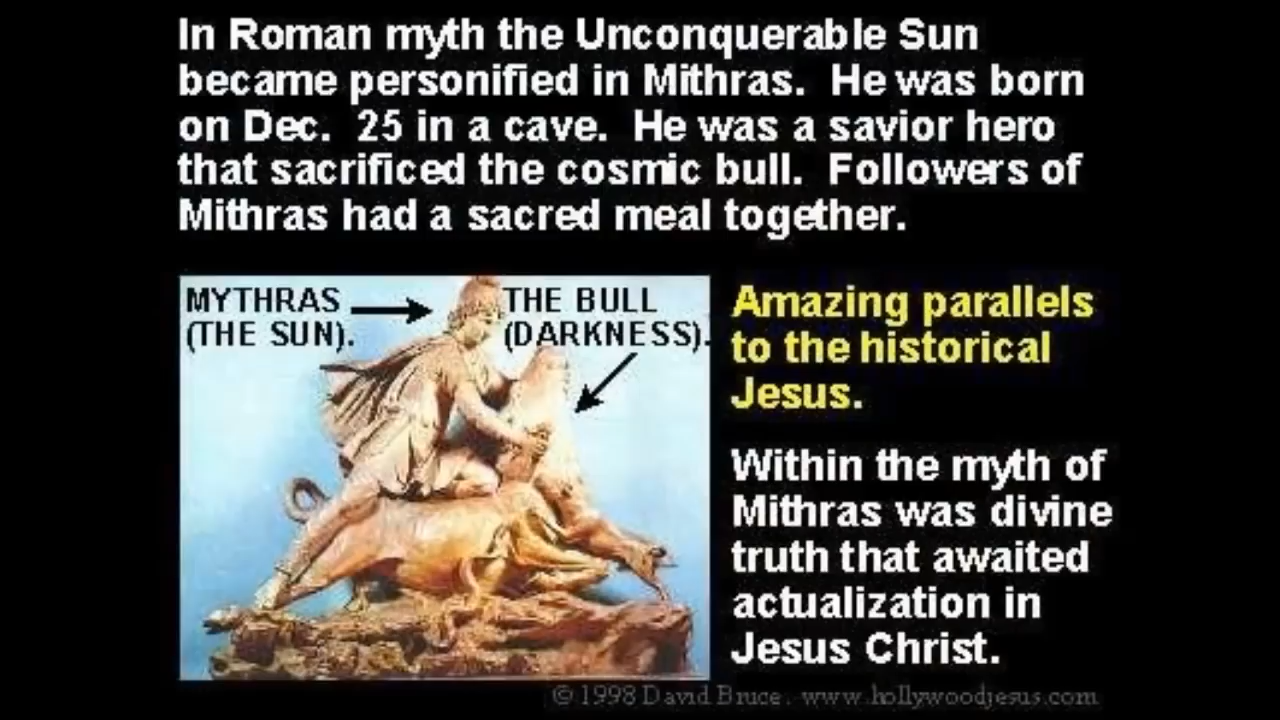 In Roman myth the Unconquerable Sun
became personified in Mithras.  He was born
on Dec.  25 in a cave.  He was a savior hero
that sacrificed the cosmic bull.  Followers of
Mithras had a sacred meal together.
MYTHRAS
(THE SUN).
THE BULL
(DARKNESS).
Amazing parallels
to the historical
Jesus.
Within the myth of
Mithras was divine
truth that awaited
actualization in
Jesus Christ.
© 1998 David Bruce. www.hollywoodjesus.com